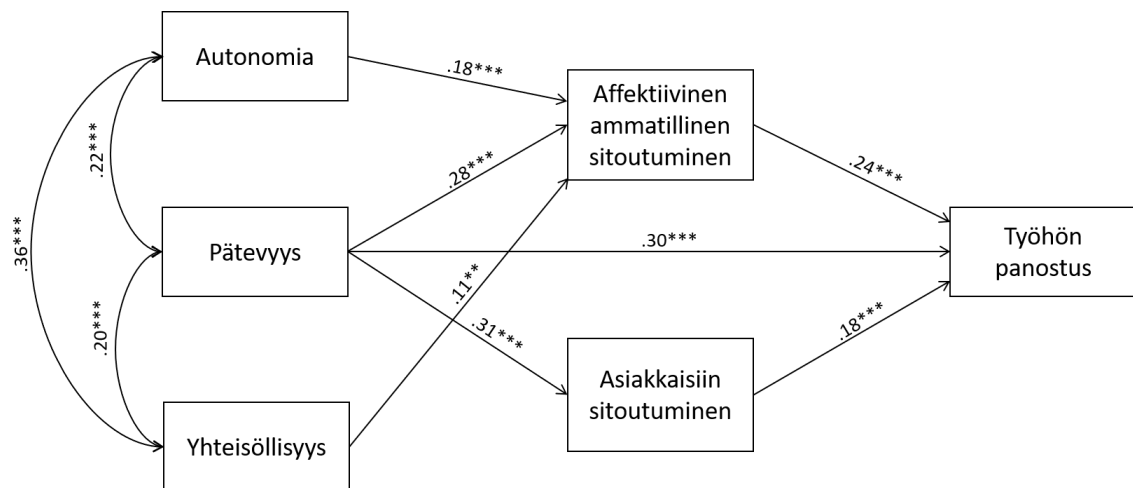 Autonomia
.18***
Affektiivinen
ammatillinen
sitoutuminen
.22***
.28***
.24***
.36***
Pätevyys
.30***
Työhön
panostus
.11**
.20***
.31***
.18***
Asiakkaisiin
sitoutuminen
Yhteisöllisyys